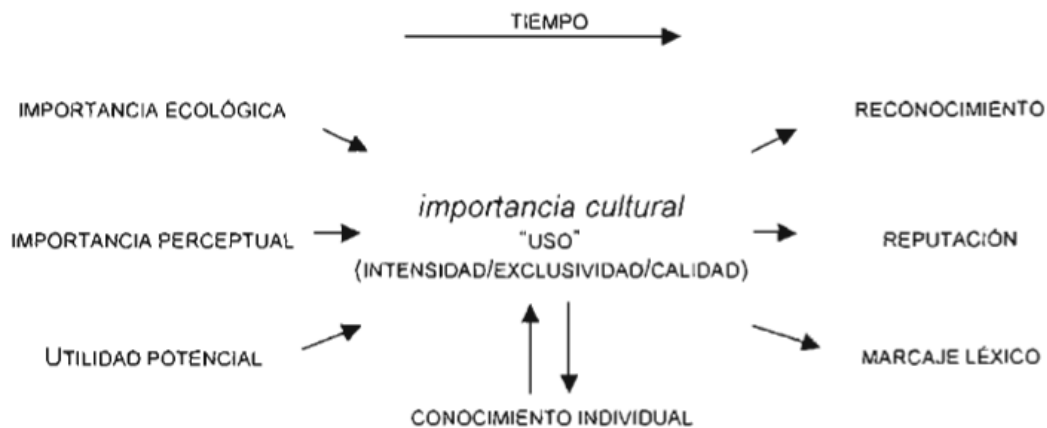 TIEMPO
IMPORTANCIA ECOLÓGICA
RECONOCIMIENTO
importancia cultural
IMPORTANCIA PERCEPTUAL
"USO"
REPUTACIÓN
(INTENSIDAD/EXCLUSIVIDAD/CALIDAD)
UTILIDAD POTENCIAL
MARCAJE LÉXICO
CONOCIMIENTO INDIVIDUAL